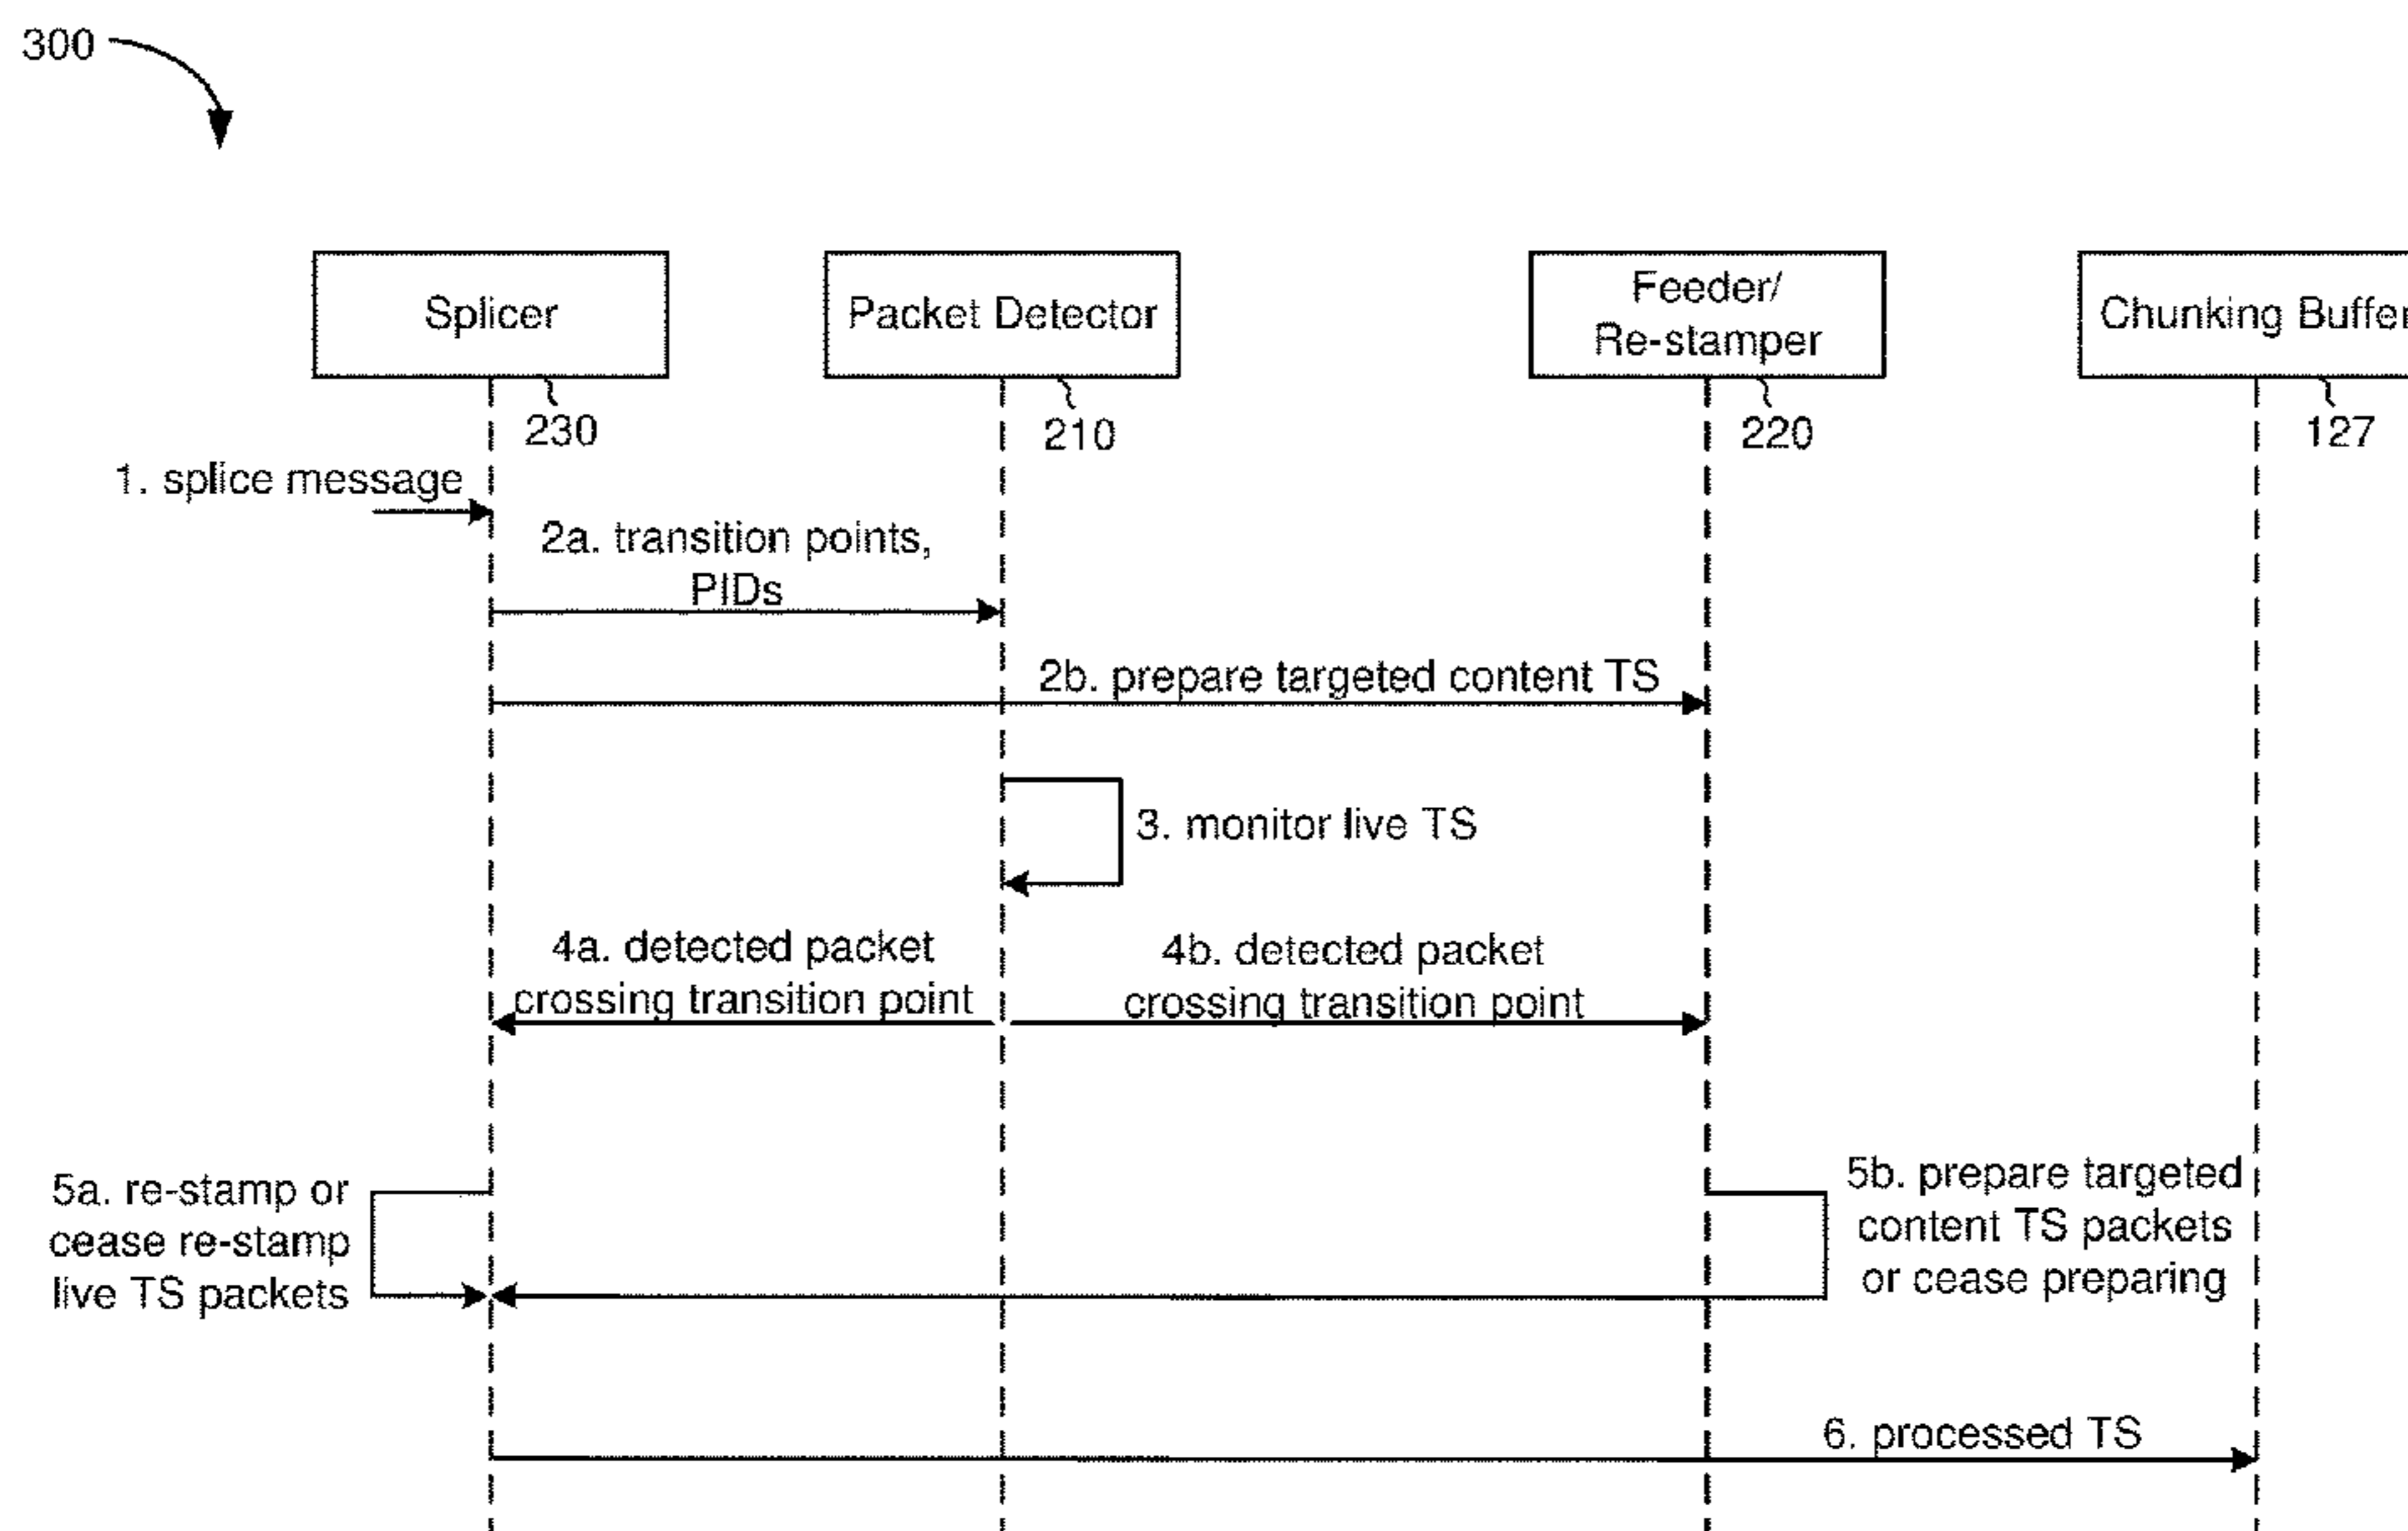 300
Splicer
Packet Detector
Feeder/
Re-stamper
Chunking Buffer
230
210
220
127
1. splice message
2a. transition points,
PIDs
2b. prepare targeted content TS
3. monitor live TS
4a. detected packet
crossing transition point
4b. detected packet
crossing transition point
5a. re-stamp or
cease re-stamp
live TS packets
5b. prepare targeted
content TS packets
or cease preparing
6. processed TS